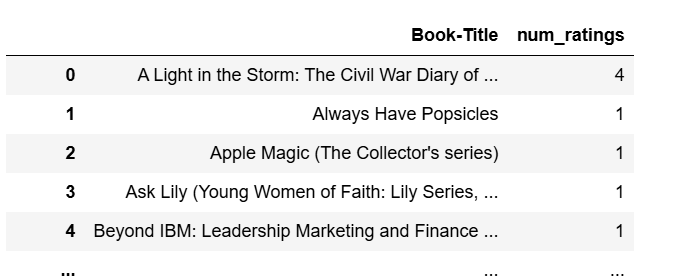 Book-Title num_ratings
0 A Light in the Storm: The Civil War Diary of ... 4
1 Always Have Popsicles 1
2 Apple Magic (The Collector's series) 1
3 Ask Lily (Young Women of Faith: Lily Series, ... 1
4 Beyond IBM: Leadership Marketing and Finance ... 1
... ... ...